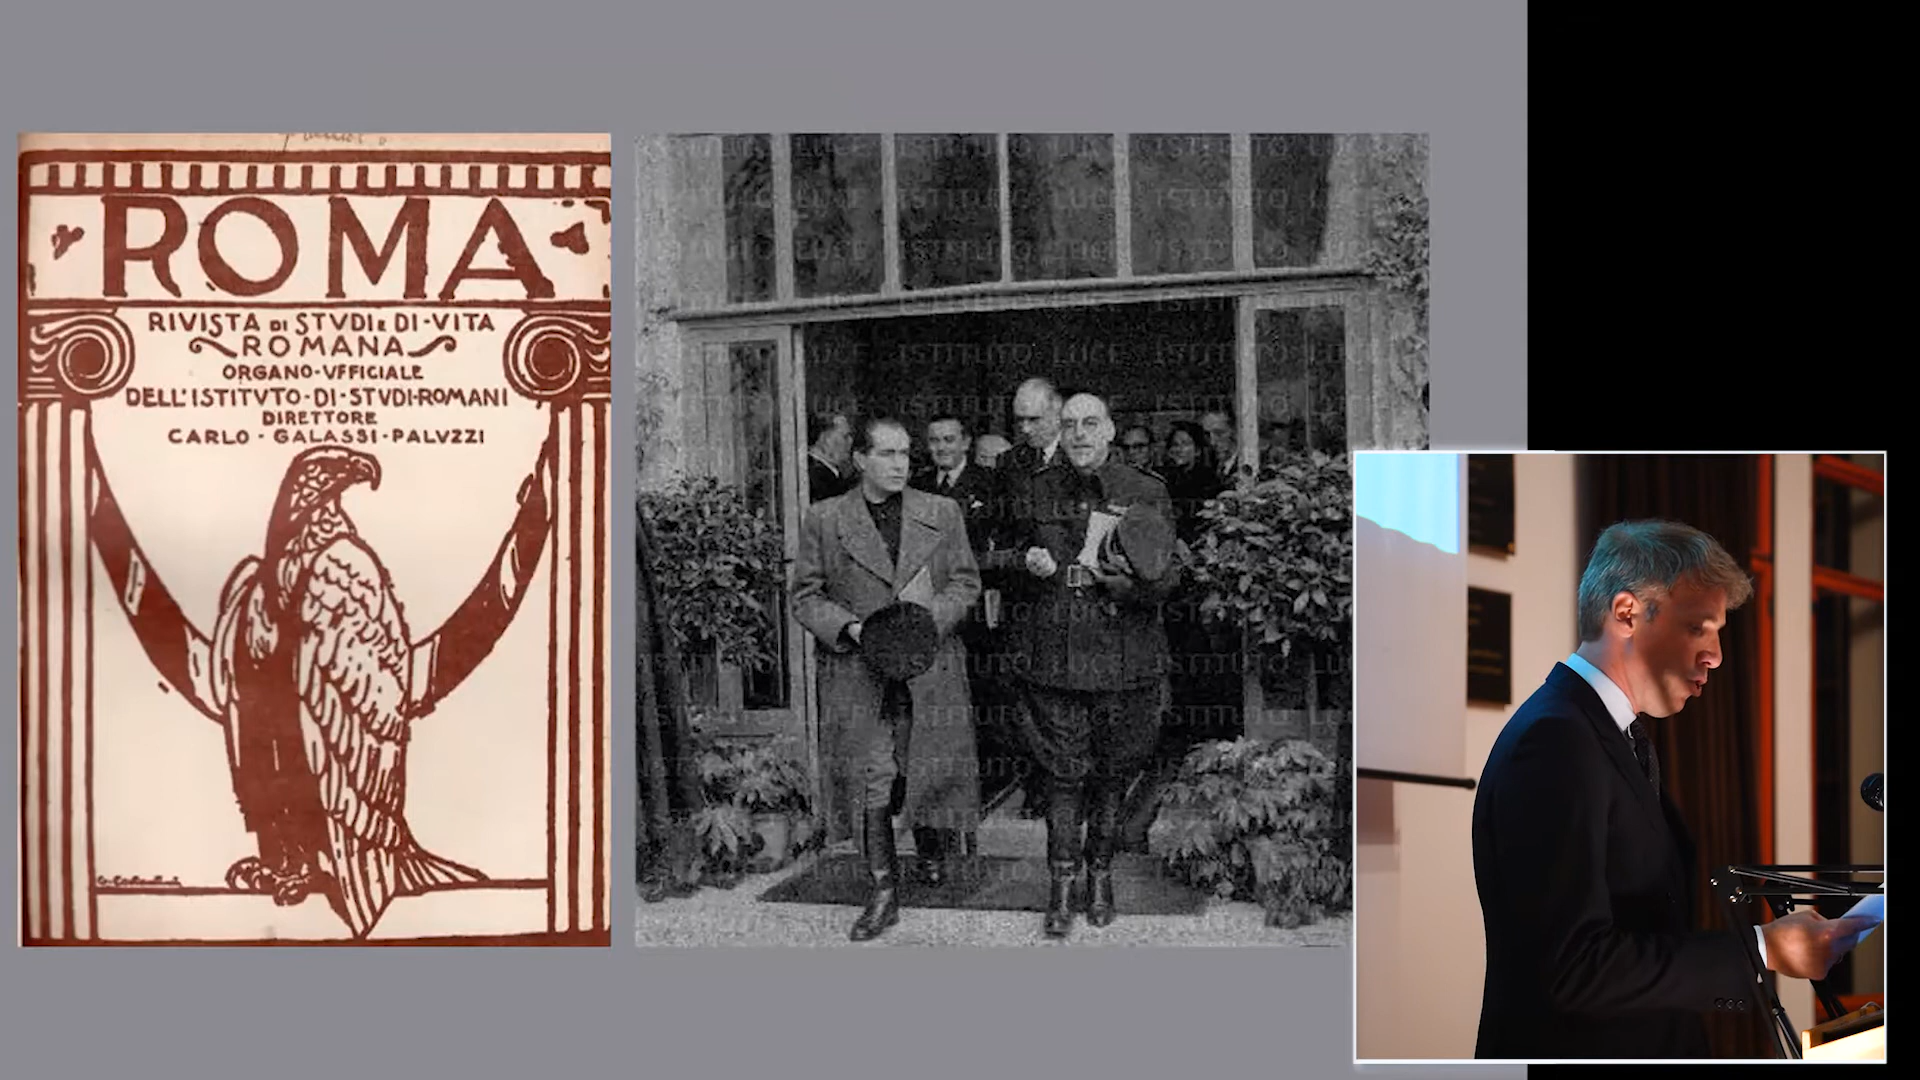 ROMA
RIVISTA DI STVDI E DI·VITA
ROMANA
ORGANO·VFFICIALE
DELL'ISTITVTO·DI·STVDI·ROMANI
DIRETTORE
CARLO·GALASSI·PALVZZI
ISTITUTO LUCE